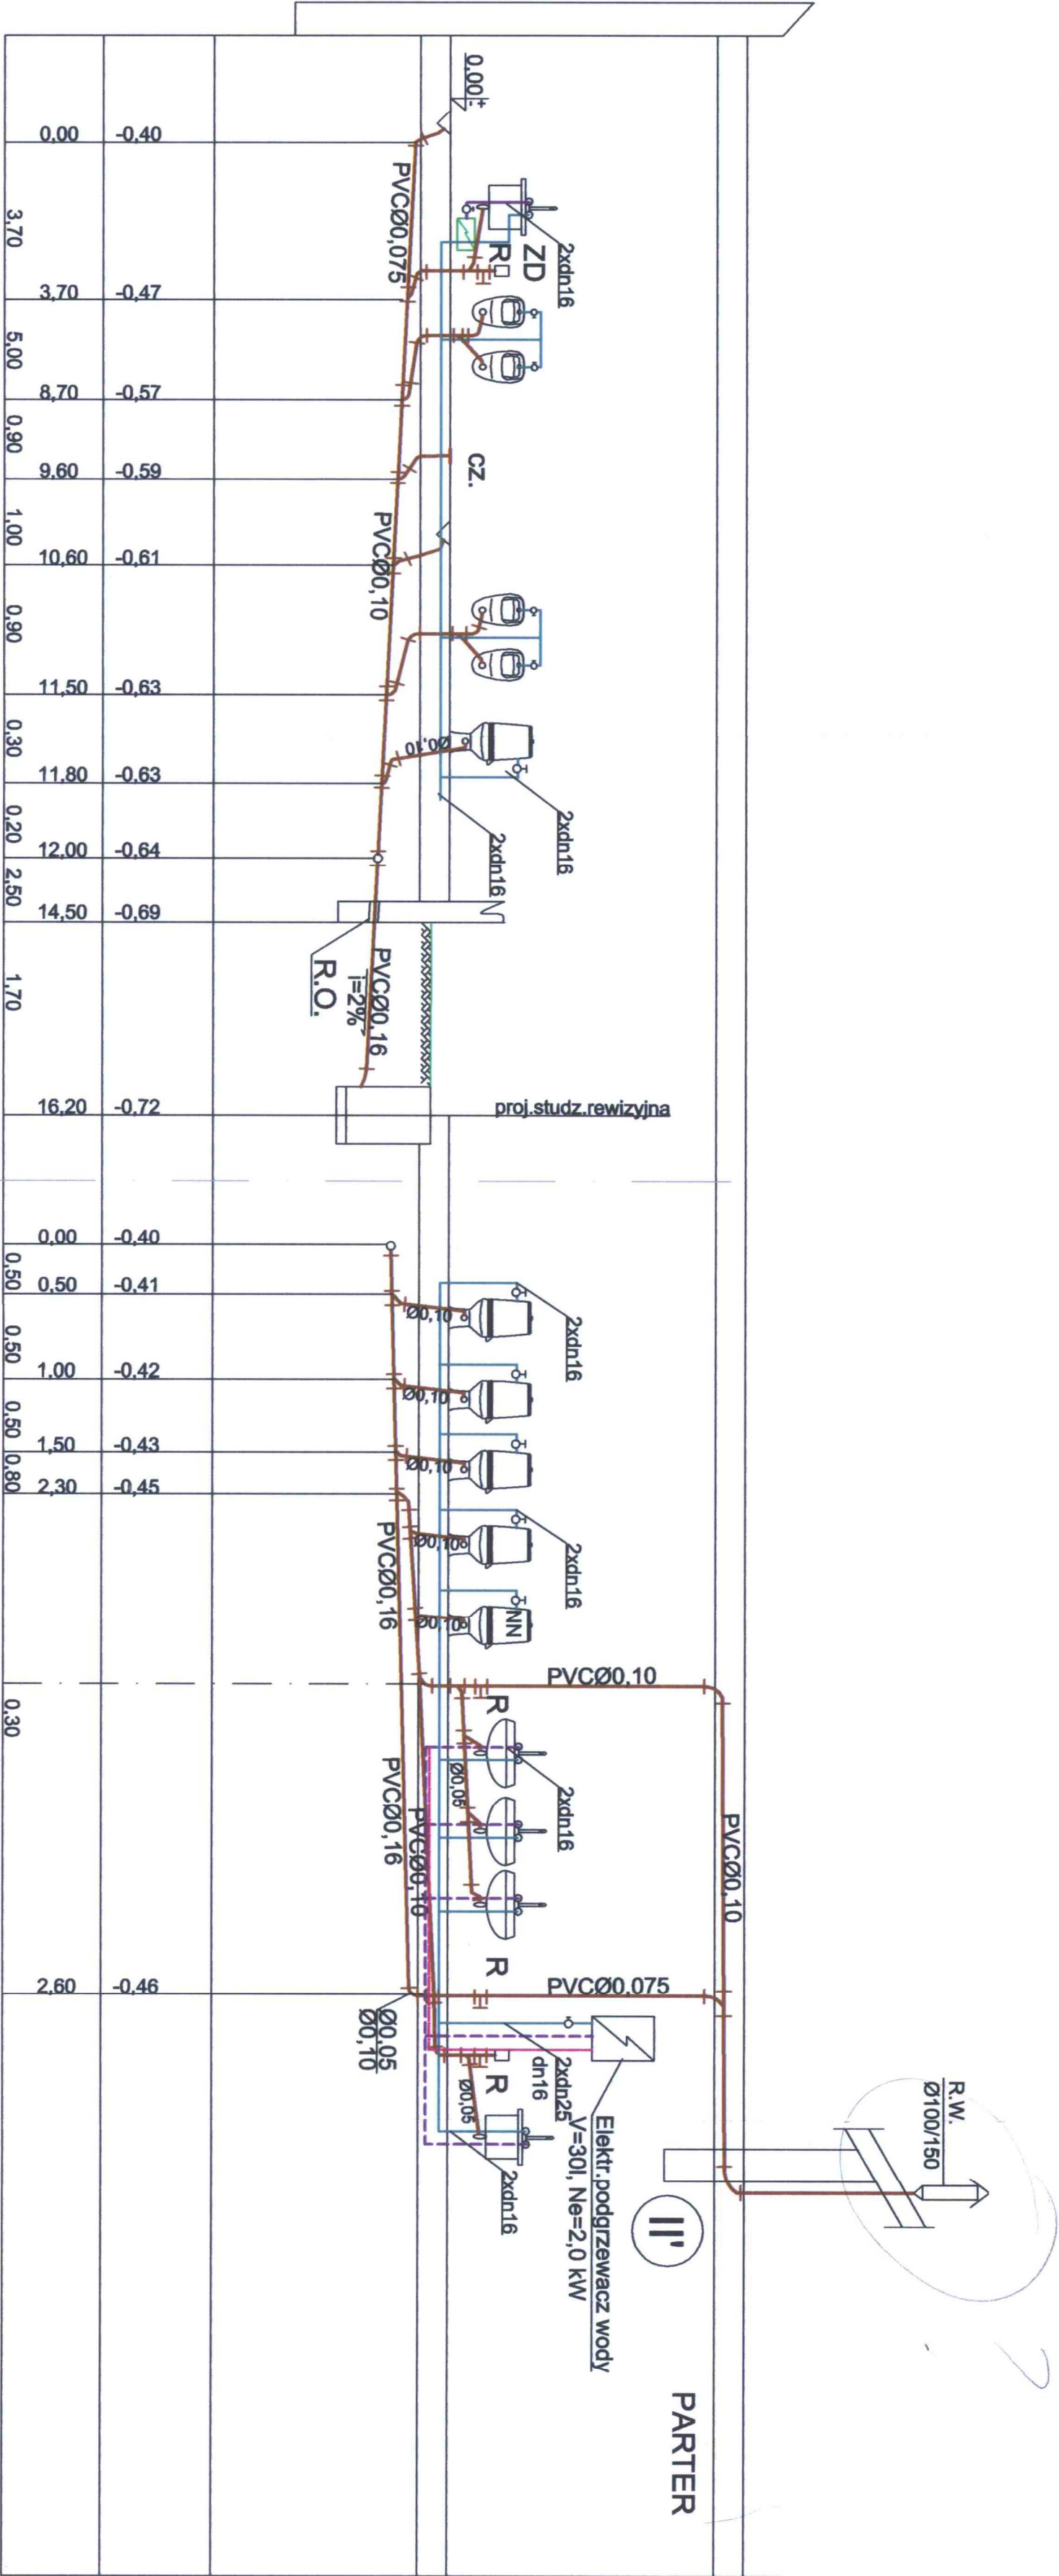 0,00±
2xdn16
ZD
R
PVCØ0,075
cz.
PVCØ0,10
Ø0,10
2xdn16
2xdn16
R.O.
PVCØ0,16
i=2%
proj.studz.rewizyjna
0,00
-0,40
3,70
3,70
-0,47
5,00
8,70
-0,57
0,90
9,60
-0,59
1,00
10,60
-0,61
0,90
11,50
-0,63
0,30
11,80
-0,63
0,20
12,00
-0,64
2,50
14,50
-0,69
1,70
16,20
-0,72
0,00
-0,40
0,50
0,50
-0,41
0,50
1,00
-0,42
0,50
1,50
-0,43
0,80
2,30
-0,45
0,30
2,60
-0,46
2xdn16
Ø0,10
Ø0,10
Ø0,10
2xdn16
Ø0,10
Ø0,10
NN
PVCØ0,16
PVCØ0,10
R
2xdn16
Ø0,05
PVCØ0,16
PVCØ0,10
PVCØ0,10
R
PVCØ0,075
Ø0,05
Ø0,10
2xdn25
dn16
R
Ø0,05
2xdn16
Elektr.podgrzewacz wody
V=30l, Ne=2,0 kW
R.W.
Ø100/150
II'
PARTER